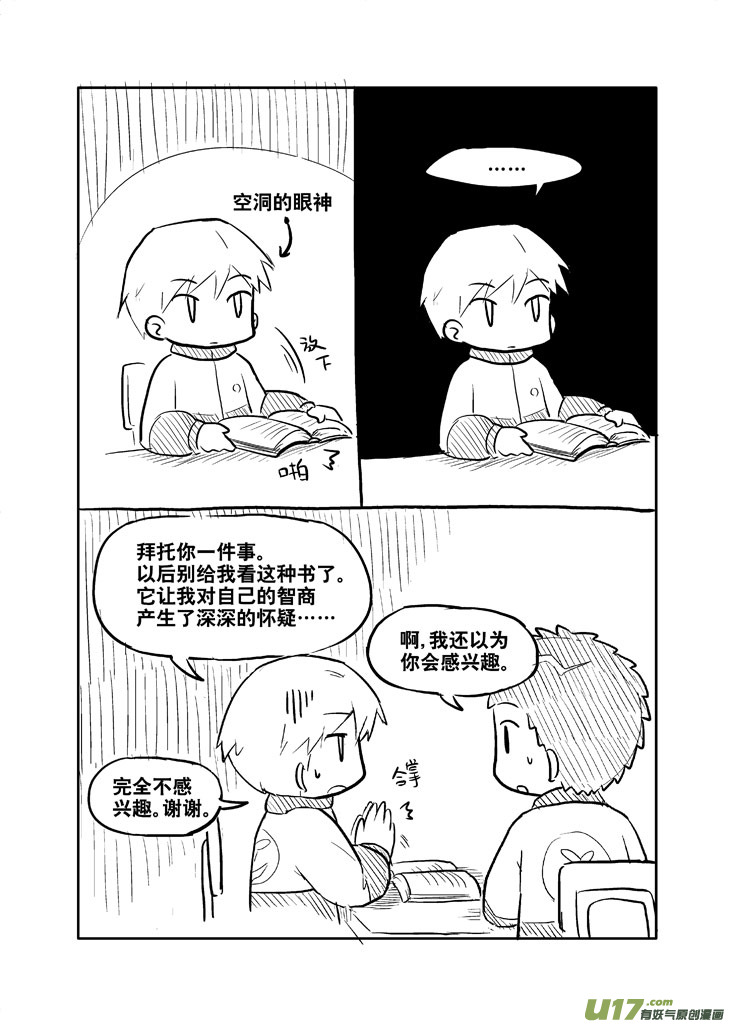 空洞的眼神
放下
啪
……
拜托你一件事。
以后别给我看这种书了。
它让我对自己的智商
产生了深深的怀疑……
啊,我还以为
你会感兴趣。
完全不感
兴趣。谢谢。
合掌
U17.com
有妖气原创漫画